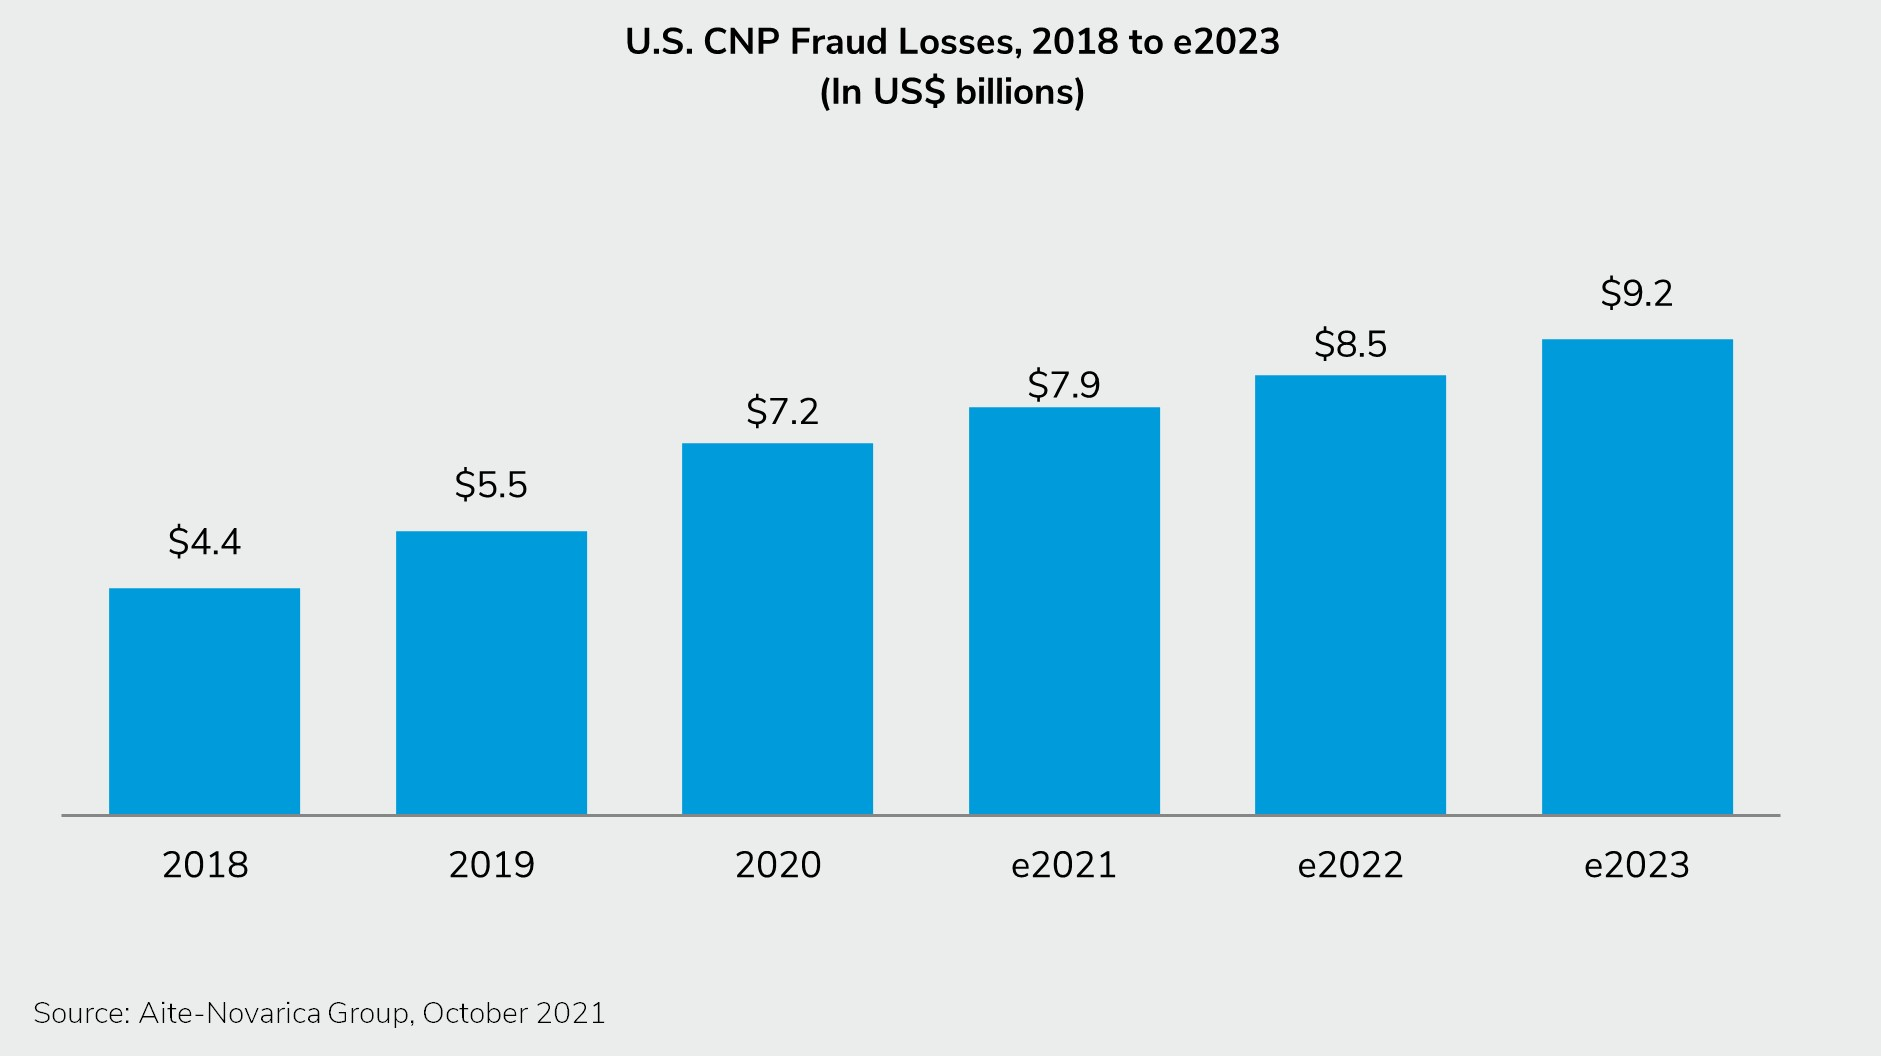 U.S. CNP Fraud Losses, 2018 to e2023
(In US$ billions)
$4.4
$5.5
$7.2
$7.9
$8.5
$9.2
2018
2019
2020
e2021
e2022
e2023
Source: Aite-Novarica Group, October 2021